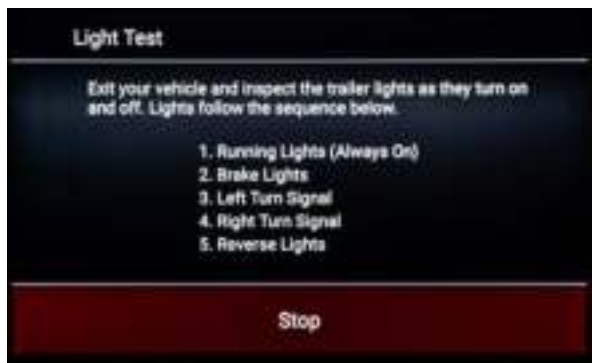 Light Test
Exit your vehicle and inspect the trailer lights as they turn on
and off. Lights follow the sequence below.
1. Running Lights (Always On)
2. Brake Lights
3. Left Turn Signal
4. Right Turn Signal
5. Reverse Lights
Stop